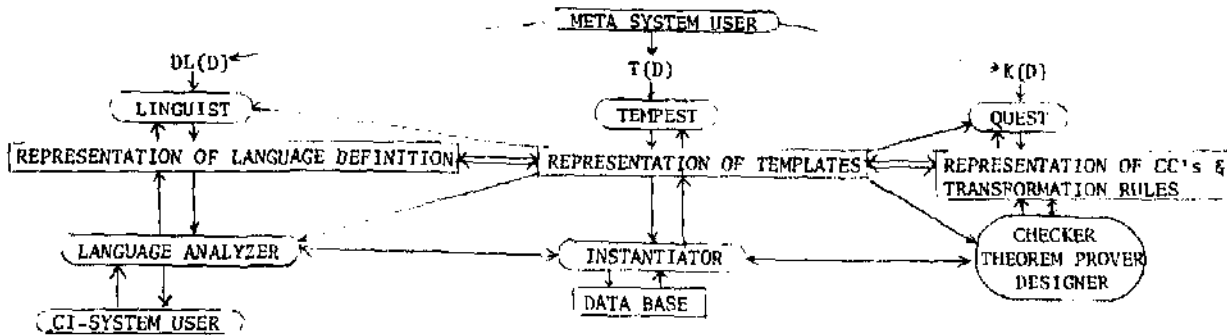 META SYSTEM USER
DL(D)
T(D)
K(D)
LINGUIST
TEMPEST
QUEST
REPRESENTATION OF LANGUAGE DEFINITION
REPRESENTATION OF TEMPLATES
REPRESENTATION OF CC's &
TRANSFORMATION RULES
LANGUAGE ANALYZER
INSTANTIATOR
CHECKER
THEOREM PROVER
DESIGNER
DATA BASE
CI-SYSTEM USER